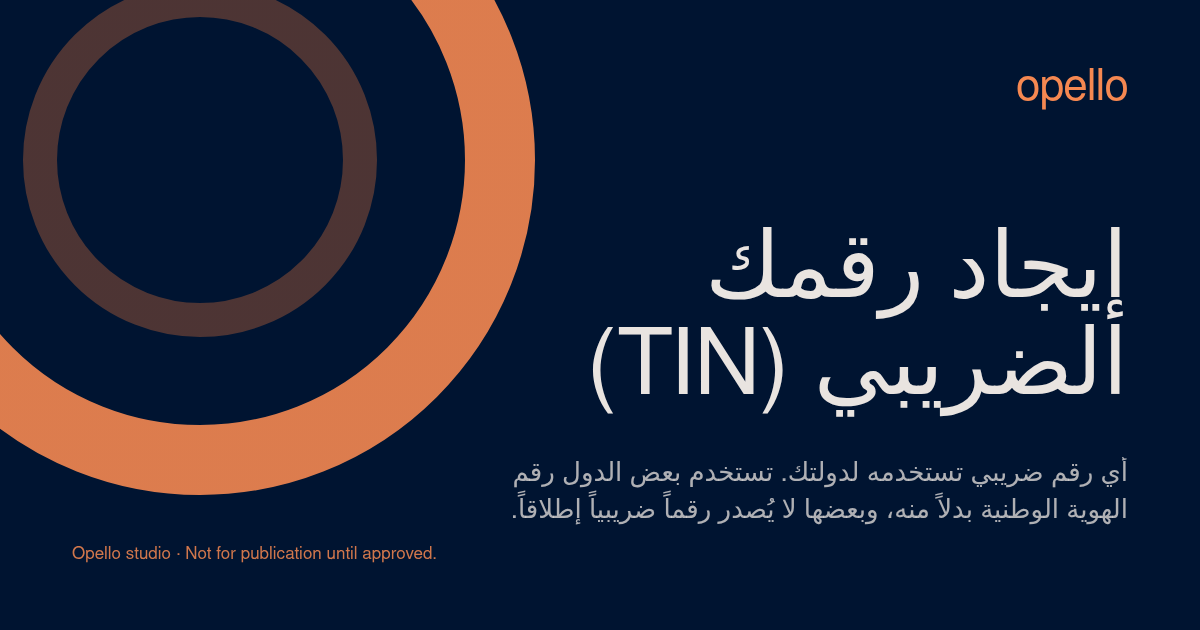 opello
إيجاد رقمك
الضريبي (TIN)
أي رقم ضريبي تستخدمه لدولتك. تستخدم بعض الدول رقم
الهوية الوطنية بدلاً منه، وبعضها لا يُصدر رقماً ضريبياً إطلاقاً.
Opello studio · Not for publication until approved.